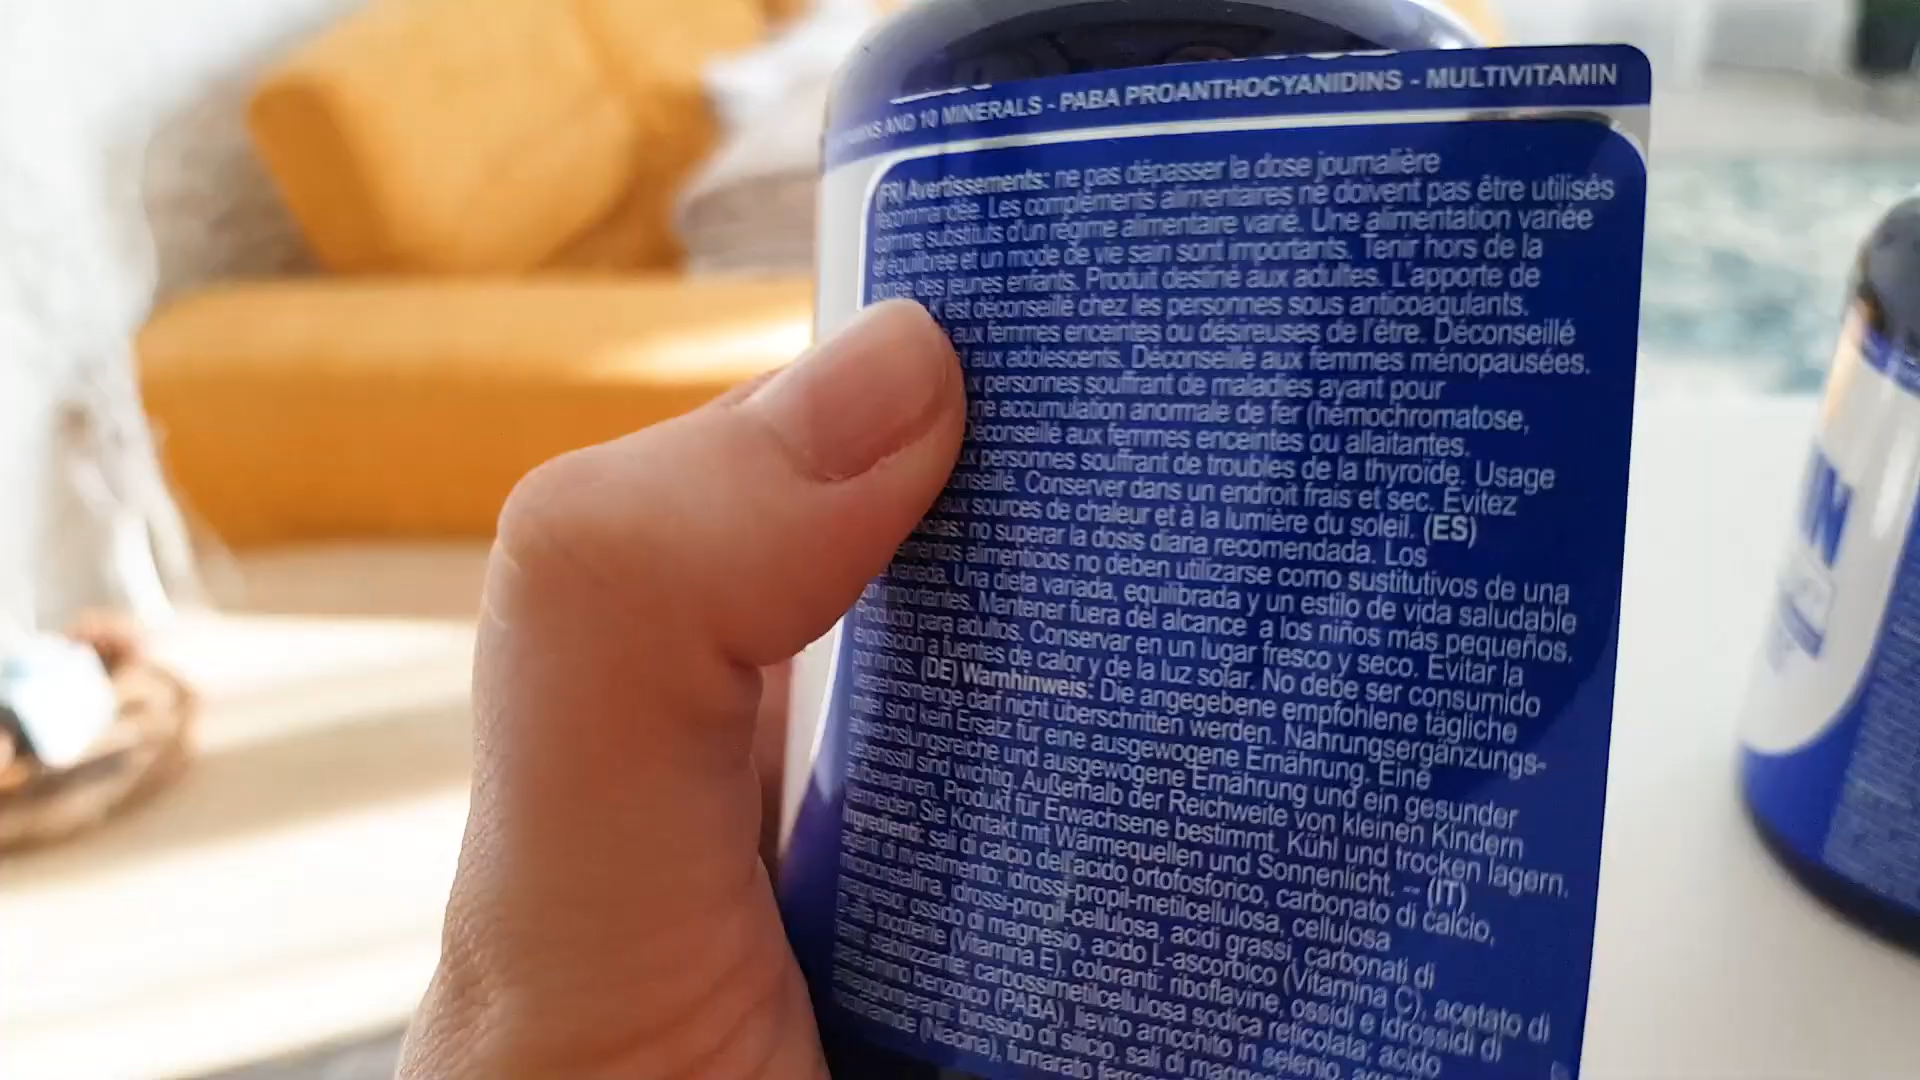 AND 10 MINERALS - PABA PROANTHOCYANIDINS - MULTIVITAMIN
(FR) Avertissements: ne pas dépasser la dose journalière
recommandée. Les compléments alimentaires ne doivent pas être utilisés
comme substituts d'un régime alimentaire varié. Une alimentation variée
et équilibrée et un mode de vie sain sont importants. Tenir hors de la
portée des jeunes enfants. Produit destiné aux adultes. L'apporte de
K est déconseillé chez les personnes sous anticoagulants.
aux femmes enceintes ou désireuses de l'être. Déconseillé
aux adolescents. Déconseillé aux femmes ménopausées.
personnes souffrant de maladies ayant pour
accumulation anormale de fer (hémochromatose,
Déconseillé aux femmes enceintes ou allaitantes.
personnes souffrant de troubles de la thyroïde. Usage
Conserver dans un endroit frais et sec. Évitez
aux sources de chaleur et à la lumière du soleil. (ES)
no superar la dosis diaria recomendada. Los
alimenticios no deben utilizarse como sustitutivos de una
variada. Una dieta variada, equilibrada y un estilo de vida saludable
importantes. Mantener fuera del alcance a los niños más pequeños.
Producto para adultos. Conservar en un lugar fresco y seco. Evitar la
exposición a fuentes de calor y de la luz solar. No debe ser consumido
por niños. (DE) Warnhinweis: Die angegebene empfohlene tägliche
Verzehrsmenge darf nicht überschritten werden. Nahrungsergänzungs-
mittel sind kein Ersatz für eine ausgewogene Ernährung. Eine
abwechslungsreiche und ausgewogene Ernährung und ein gesunder
Lebensstil sind wichtig. Außerhalb der Reichweite von kleinen Kindern
aufbewahren. Produkt für Erwachsene bestimmt. Kühl und trocken lagern.
Vermeiden Sie Kontakt mit Wärmequellen und Sonnenlicht. -- (IT)
Ingredienti: sali di calcio dell'acido ortofosforico, carbonato di calcio,
agenti di rivestimento: idrossi-propil-metilcellulosa, cellulosa
microcristallina, idrossi-propil-cellulosa, acidi grassi, carbonati di
magnesio, ossido di magnesio, acido L-ascorbico (Vitamina C), acetato di
tocoferile (Vitamina E), coloranti: riboflavine, ossidi e idrossidi di
stabilizzante: carbossimetilcellulosa sodica reticolata; acido
benzoico (PABA), lievito arricchito in selenio,
biossido di silicio, sali di
(Niacina), fumarato